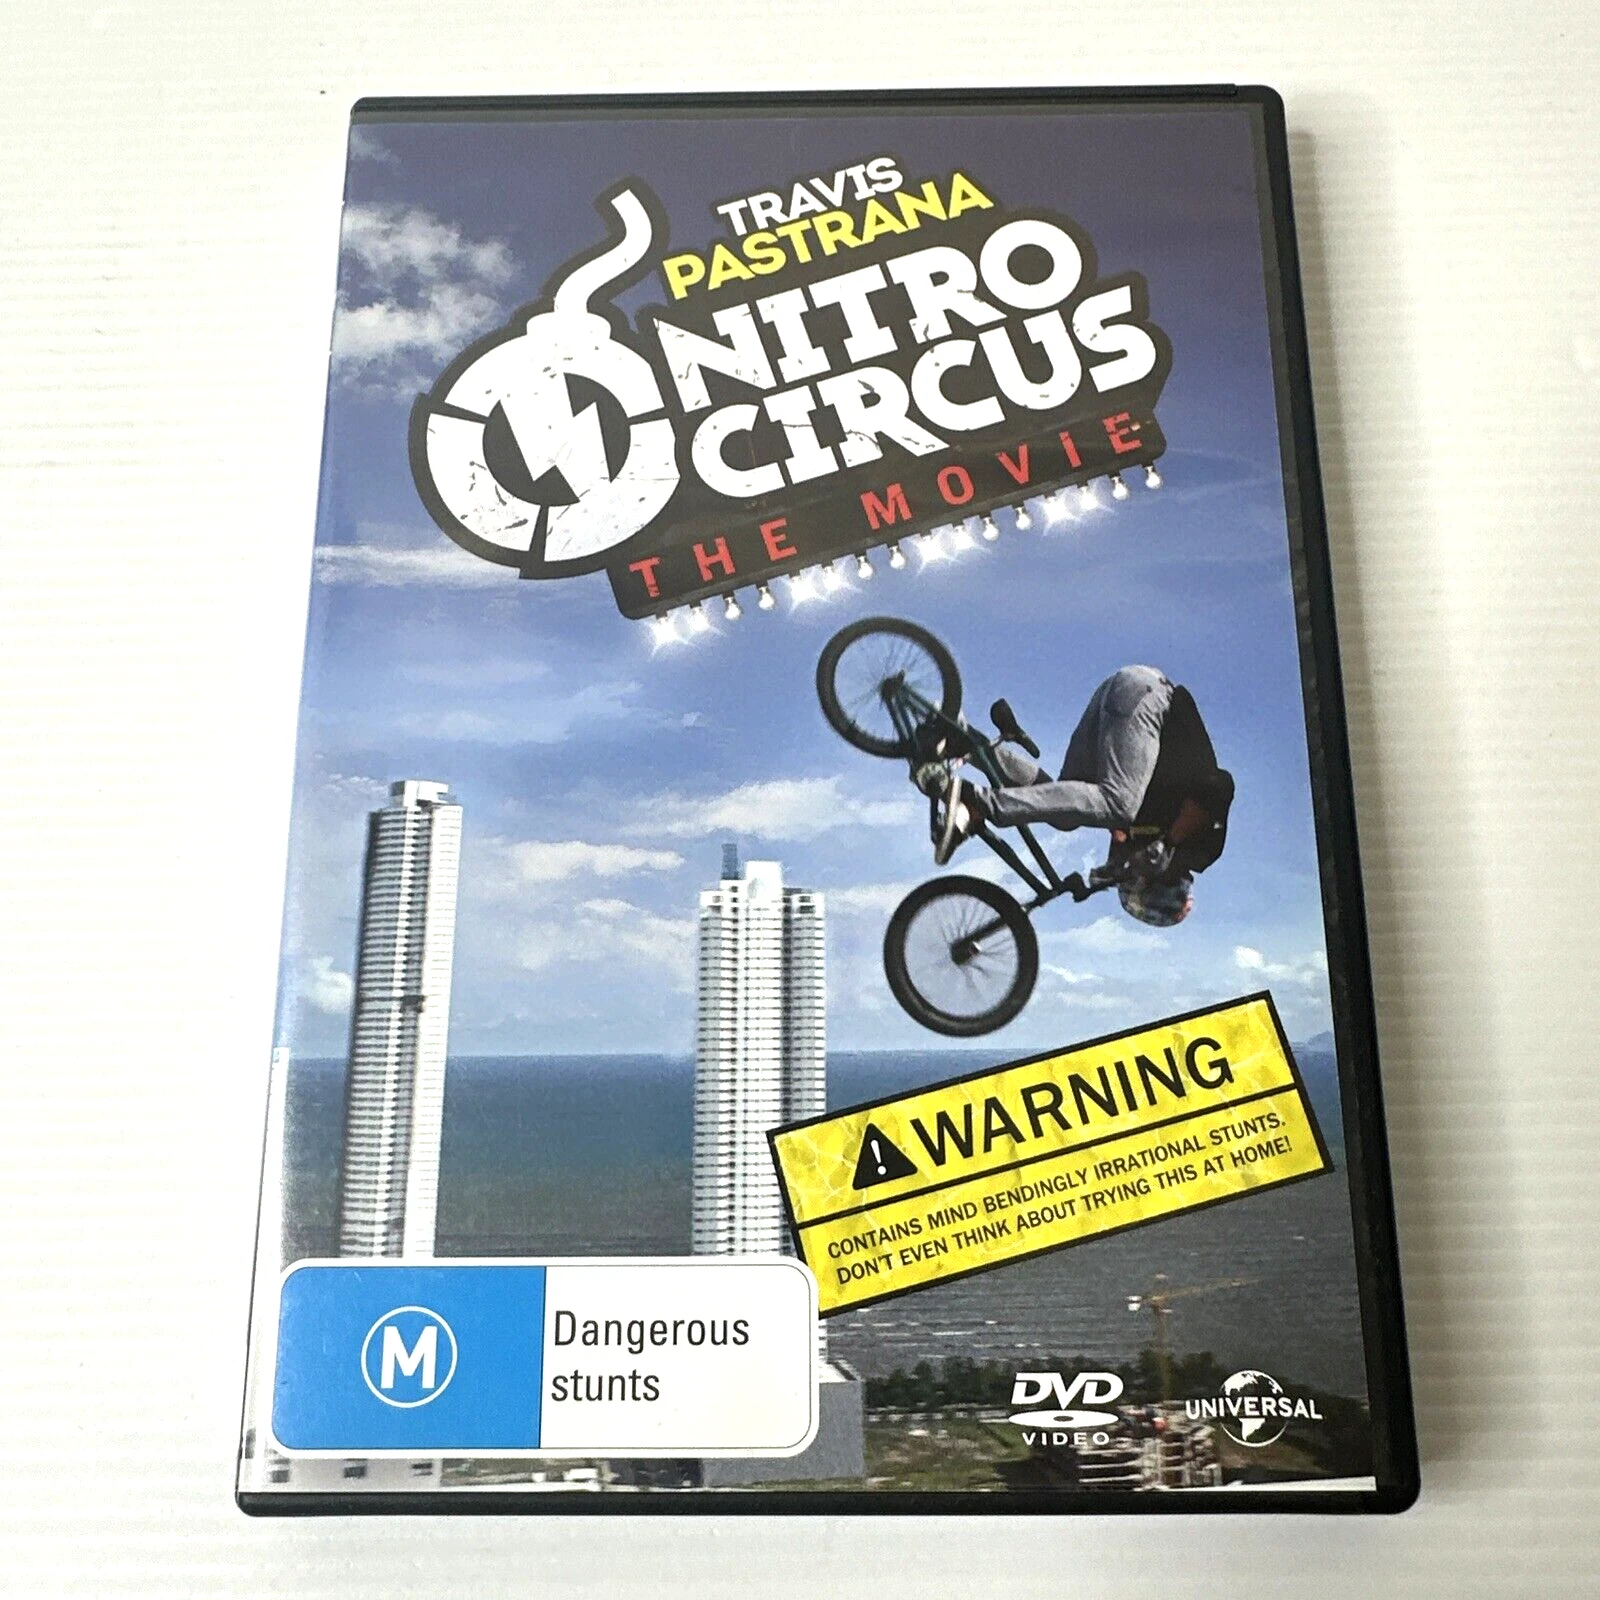 TRAVIS
PASTRANA
NITRO
CIRCUS
THE MOVIE
WARNING
CONTAINS MIND BENDINGLY IRRATIONAL STUNTS.
DON'T EVEN THINK ABOUT TRYING THIS AT HOME!
M
Dangerous
stunts
DVD
VIDEO
UNIVERSAL